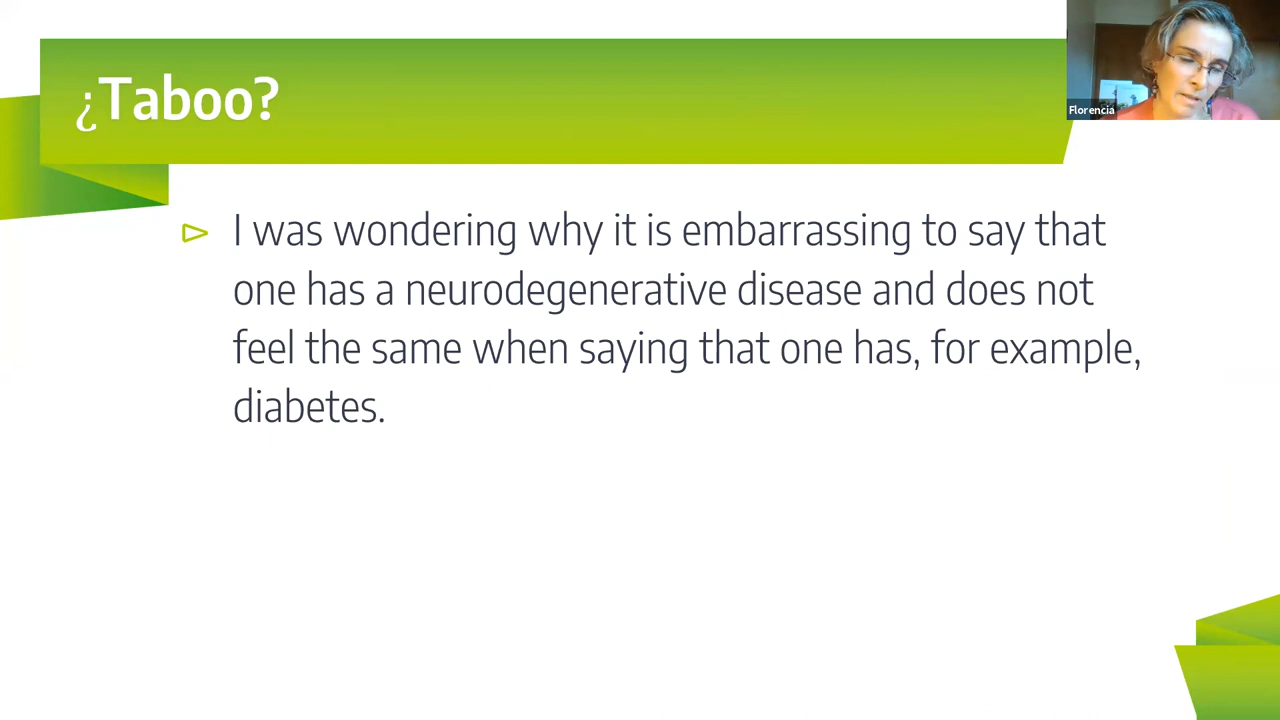 ¿Taboo?
Florencia
I was wondering why it is embarrassing to say that
one has a neurodegenerative disease and does not
feel the same when saying that one has, for example,
diabetes.